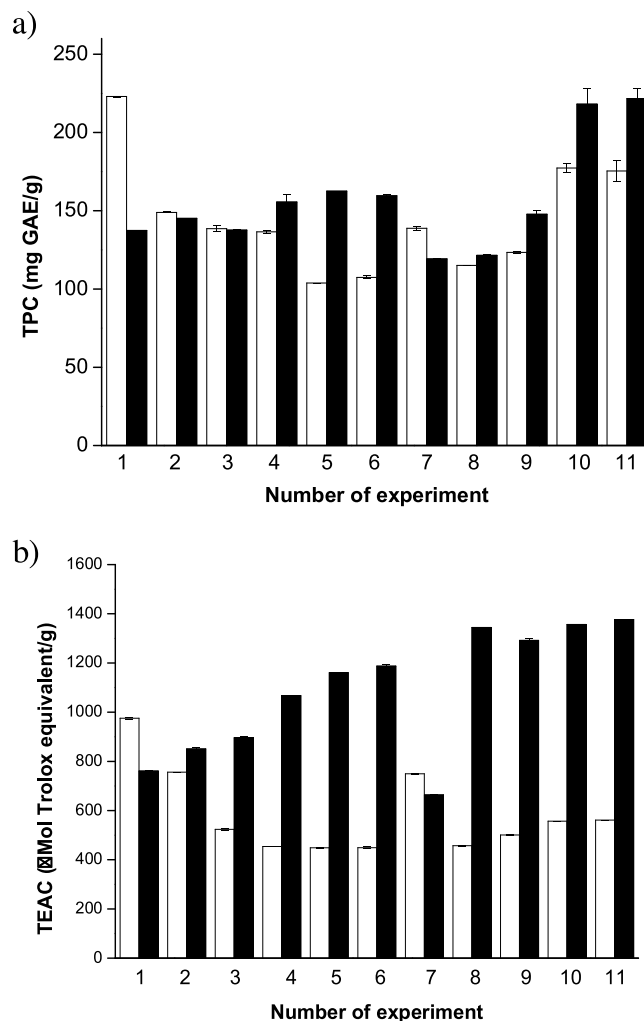 a)
250
200
150
100
50
0
TPC (mg GAE/g)
1 2 3 4 5 6 7 8 9 10 11
Number of experiment
b)
1600
1400
1200
1000
800
600
400
200
0
TEAC (▯Mol Trolox equivalent/g)
1 2 3 4 5 6 7 8 9 10 11
Number of experiment